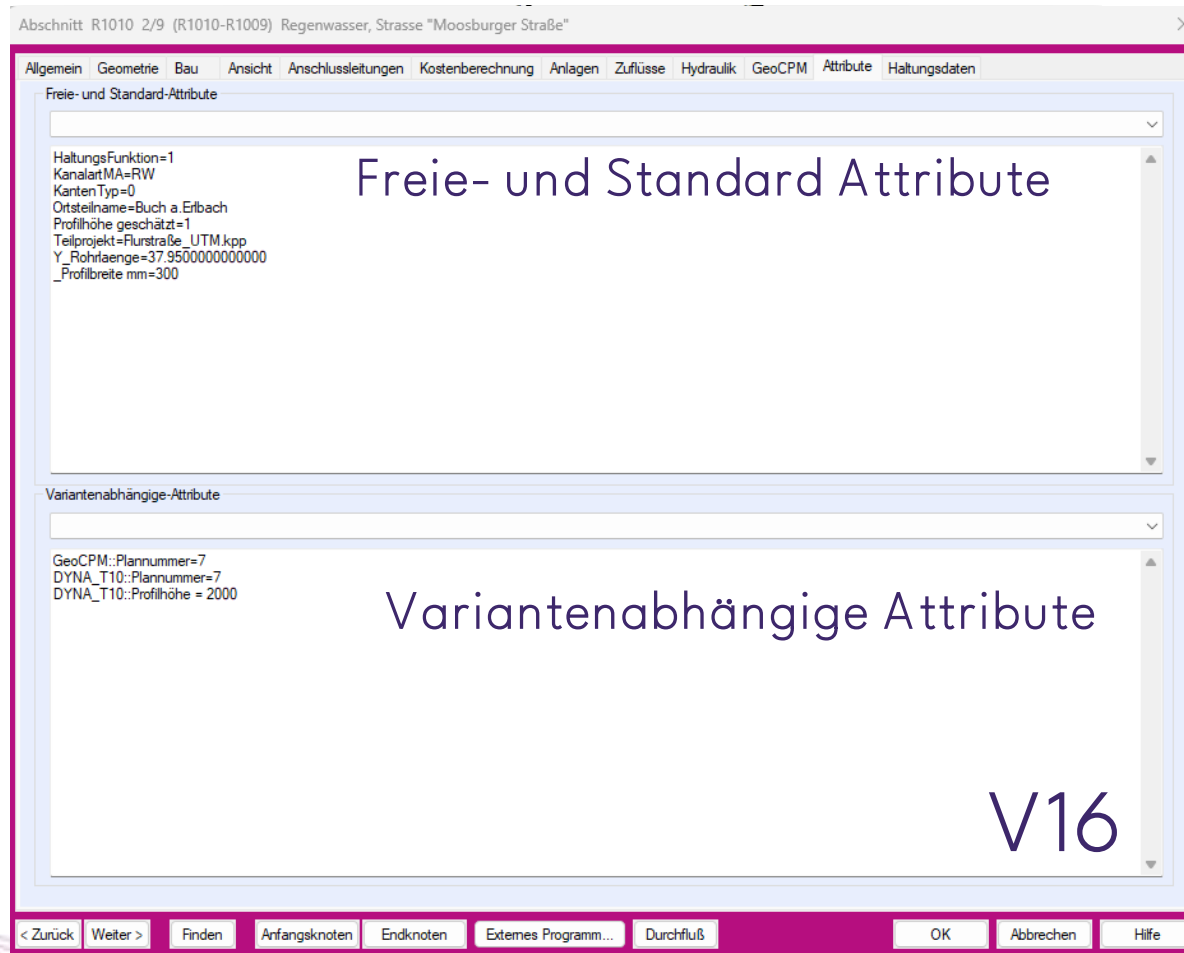 Abschnitt R1010 2/9 (R1010-R1009) Regenwasser, Strasse "Moosburger Straße"
Allgemein Geometrie Bau Ansicht Anschlussleitungen Kostenberechnung Anlagen Zuflüsse Hydraulik GeoCPM Attribute Haltungsdaten
Freie- und Standard-Attribute
HaltungsFunktion=1
KanalartMA=RW
KantenTyp=0
Ortsteilname=Buch a.Erlbach
Profilhöhe geschätzt=1
Teilprojekt=Flurstraße_UTM.kpp
Y_Rohrlaenge=37.9500000000000
_Profilbreite mm=300
Freie- und Standard Attribute
Variantenabhängige-Attribute
GeoCPM::Plannummer=7
DYNA_T10::Plannummer=7
DYNA_T10::Profilhöhe = 2000
Variantenabhängige Attribute
V16
< Zurück Weiter > Finden Anfangsknoten Endknoten Externes Programm... Durchfluß OK Abbrechen Hilfe